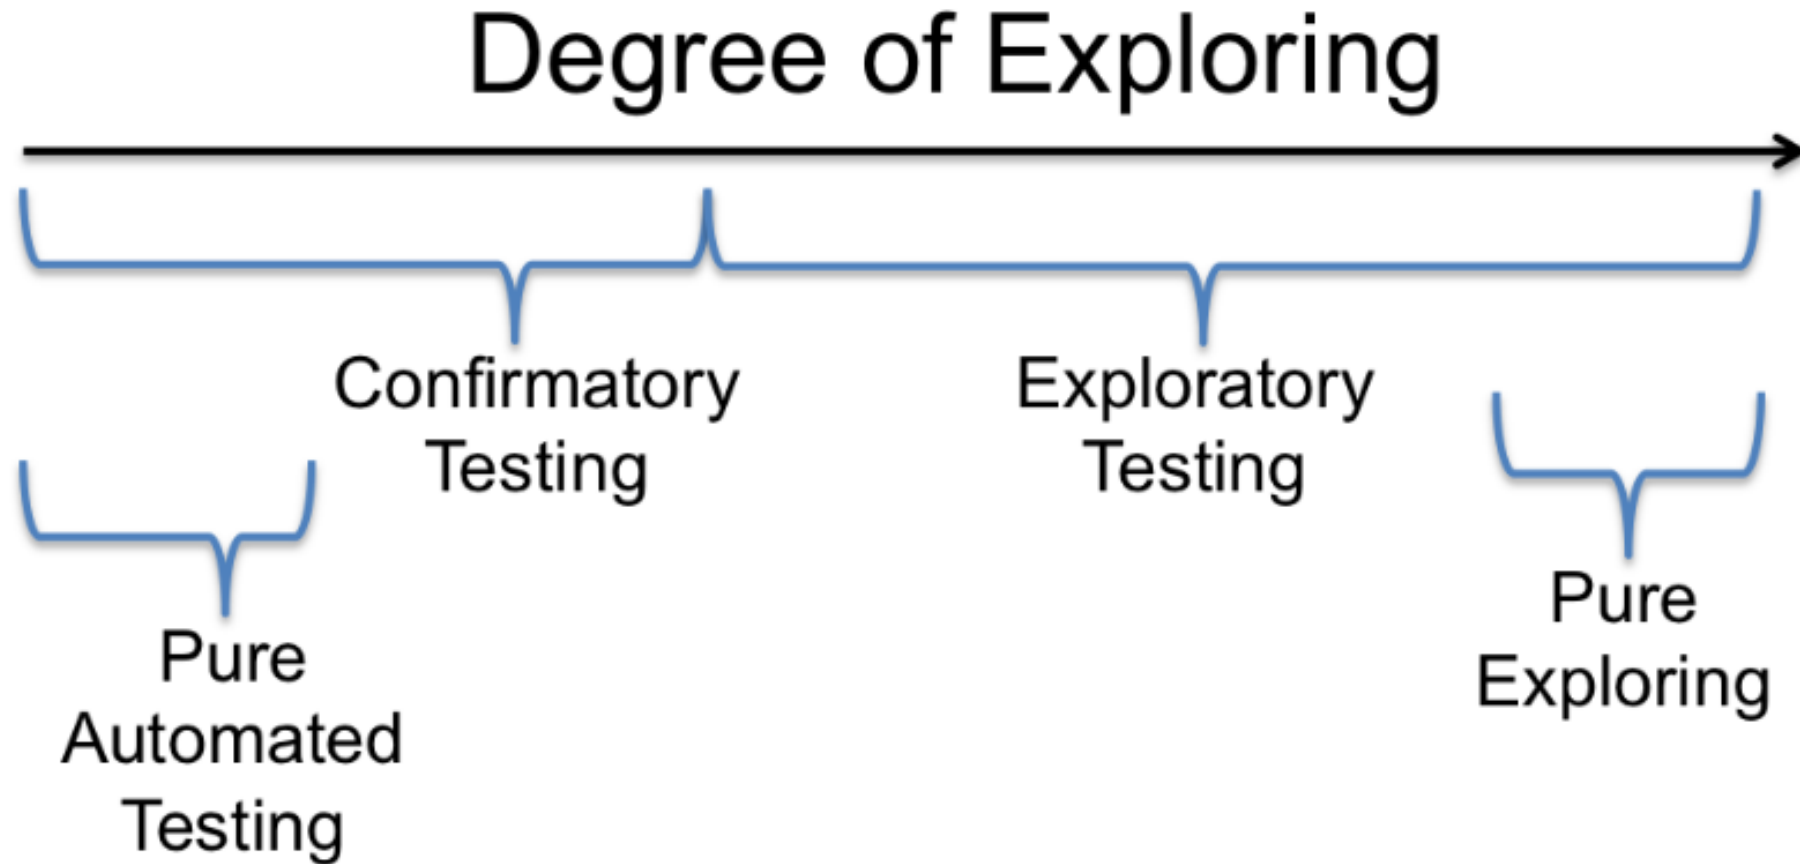 Degree of Exploring
Confirmatory
Testing
Exploratory
Testing
Pure
Automated
Testing
Pure
Exploring